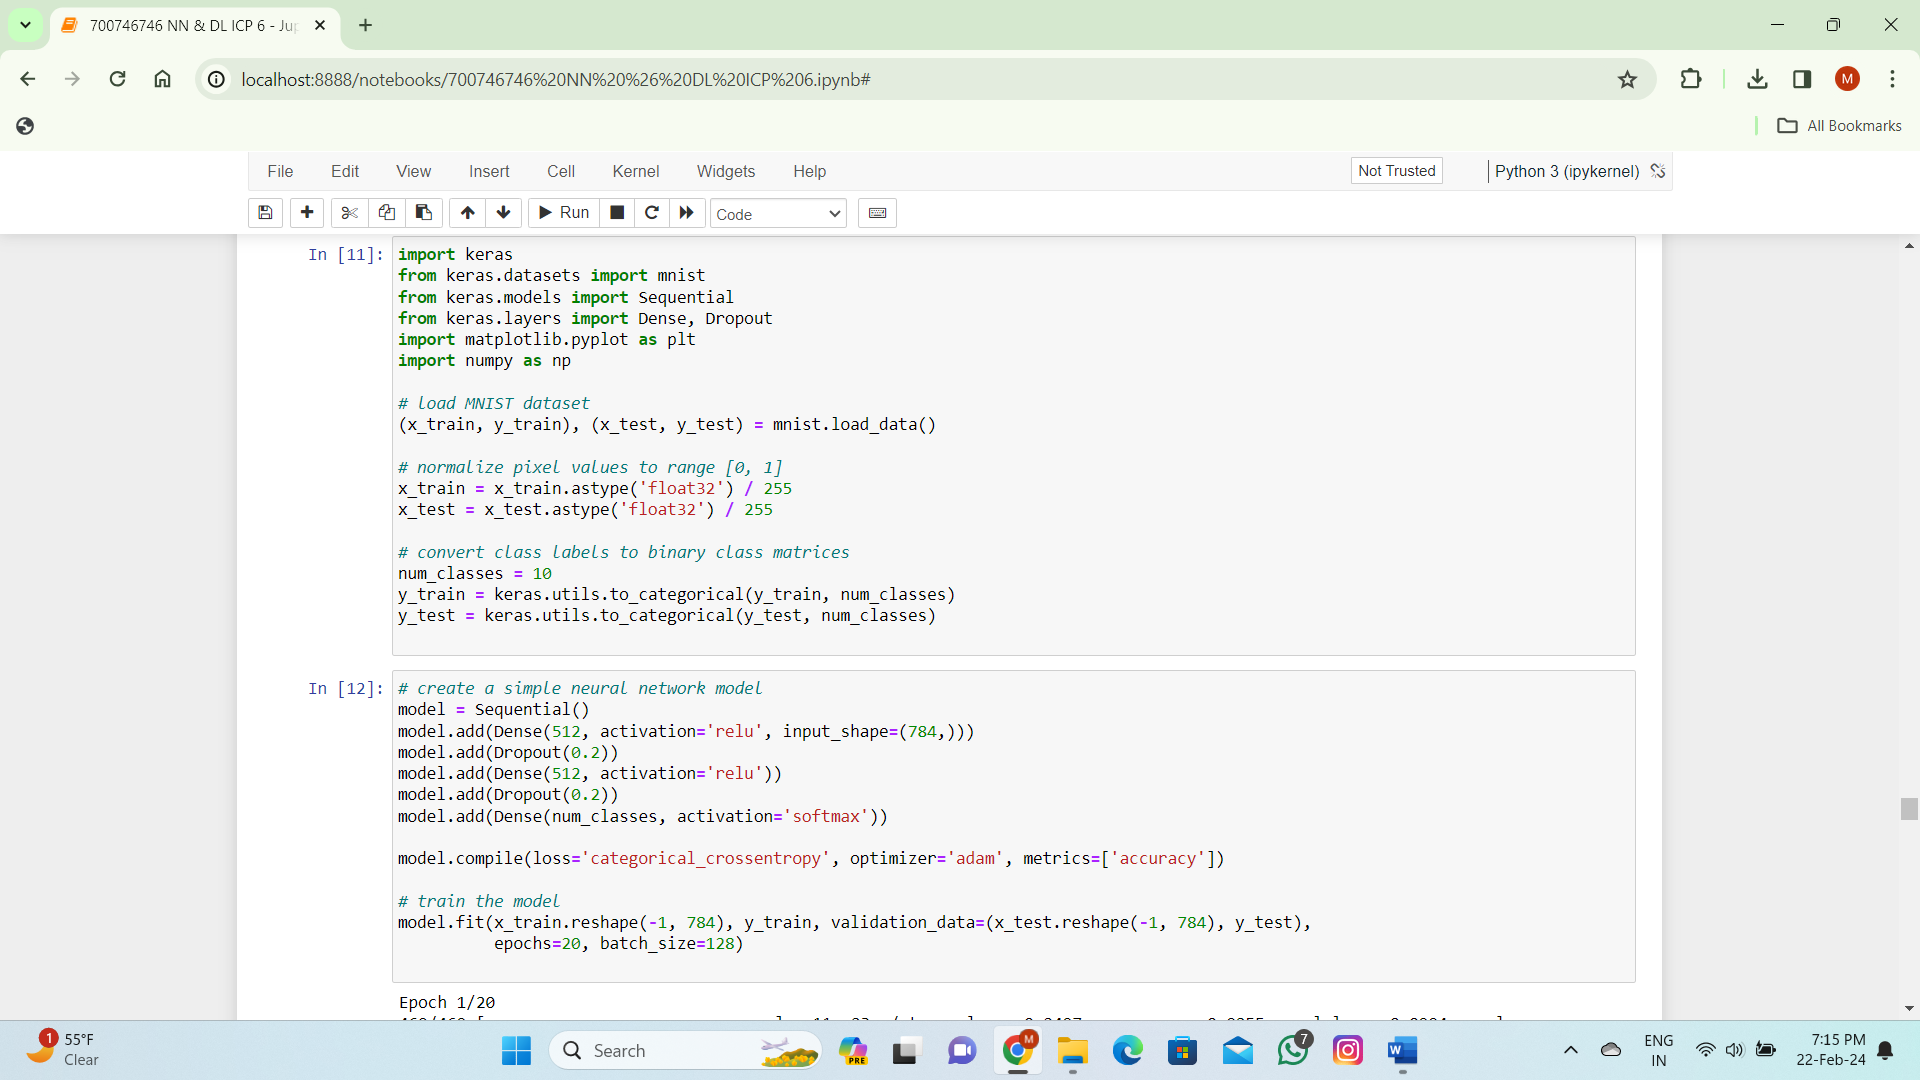 700746746 NN & DL ICP 6 - Jup
localhost:8888/notebooks/700746746%20NN%20%26%20DL%20ICP%206.ipynb#
M
All Bookmarks
File Edit View Insert Cell Kernel Widgets Help Not Trusted Python 3 (ipykernel)
Run Code
In [11]:
import keras
from keras.datasets import mnist
from keras.models import Sequential
from keras.layers import Dense, Dropout
import matplotlib.pyplot as plt
import numpy as np
# load MNIST dataset
(x_train, y_train), (x_test, y_test) = mnist.load_data()
# normalize pixel values to range [0, 1]
x_train = x_train.astype('float32') / 255
x_test = x_test.astype('float32') / 255
# convert class labels to binary class matrices
num_classes = 10
y_train = keras.utils.to_categorical(y_train, num_classes)
y_test = keras.utils.to_categorical(y_test, num_classes)
In [12]:
# create a simple neural network model
model = Sequential()
model.add(Dense(512, activation='relu', input_shape=(784,)))
model.add(Dropout(0.2))
model.add(Dense(512, activation='relu'))
model.add(Dropout(0.2))
model.add(Dense(num_classes, activation='softmax'))
model.compile(loss='categorical_crossentropy', optimizer='adam', metrics=['accuracy'])
# train the model
model.fit(x_train.reshape(-1, 784), y_train, validation_data=(x_test.reshape(-1, 784), y_test),
epochs=20, batch_size=128)
Epoch 1/20
1
55°F
Clear
Search
PRE
M
7
W
ENG
IN
7:15 PM
22-Feb-24